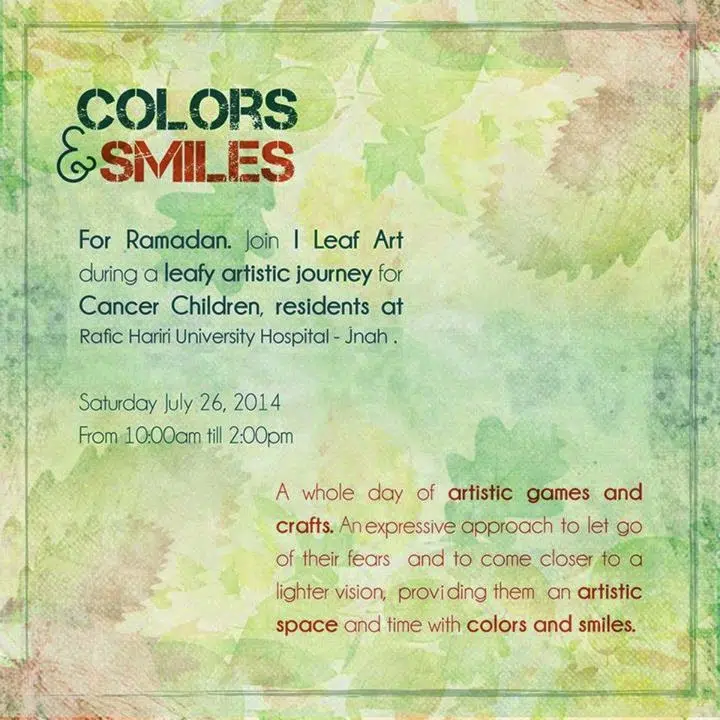 COLORS
& SMILES
For Ramadan. Join I Leaf Art
during a leafy artistic journey for
Cancer Children, residents at
Rafic Hariri University Hospital - Jnah .
Saturday July 26, 2014
From 10:00am till 2:00pm
A whole day of artistic games and
crafts. An expressive approach to let go
of their fears and to come closer to a
lighter vision, providing them an artistic
space and time with colors and smiles.